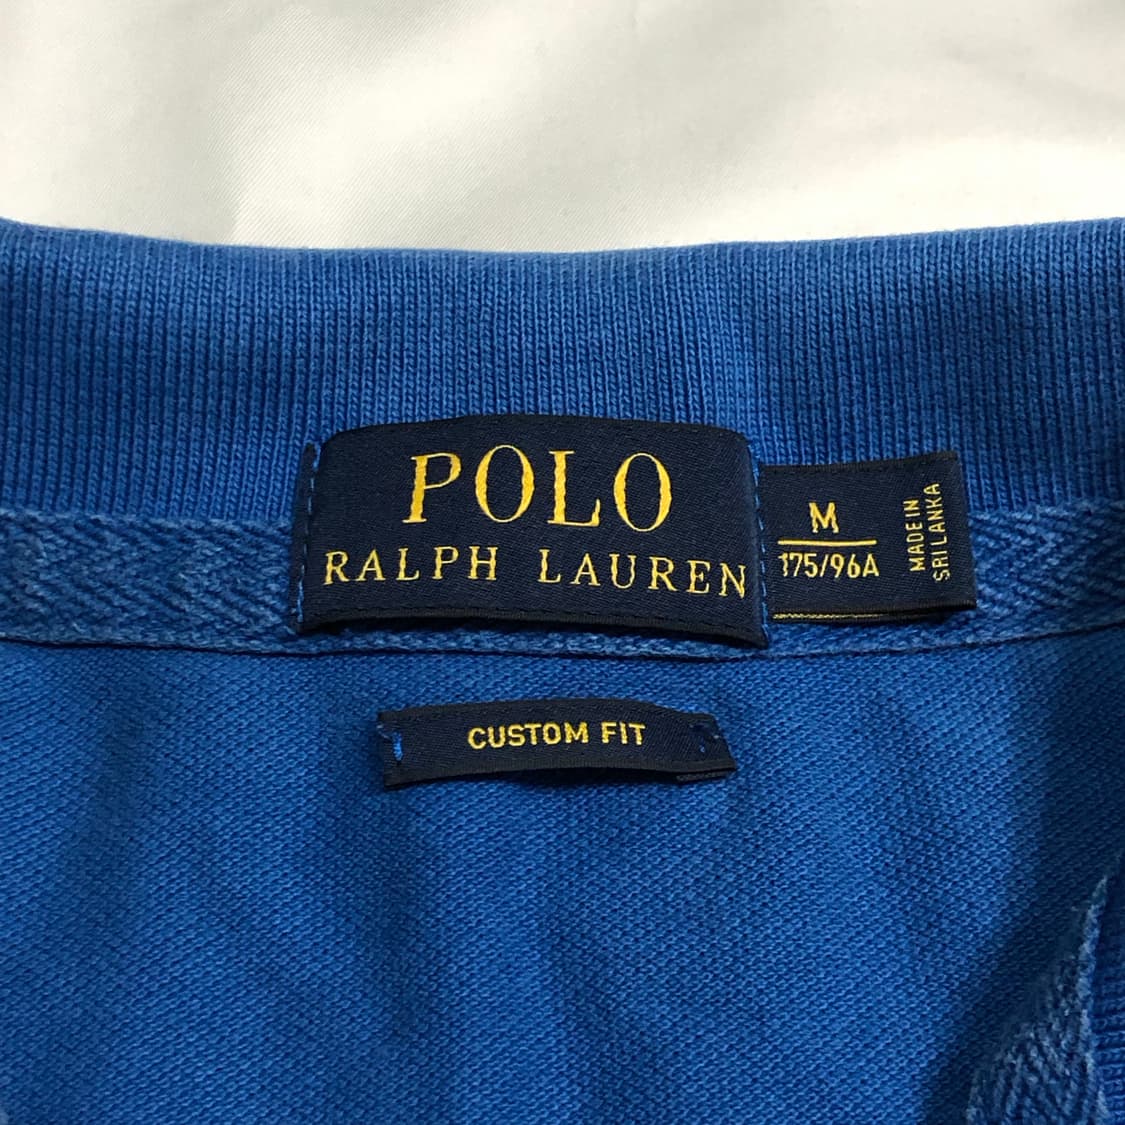 POLO
RALPH LAUREN
M
175/96A
MADE IN
SRI LANKA
CUSTOM FIT